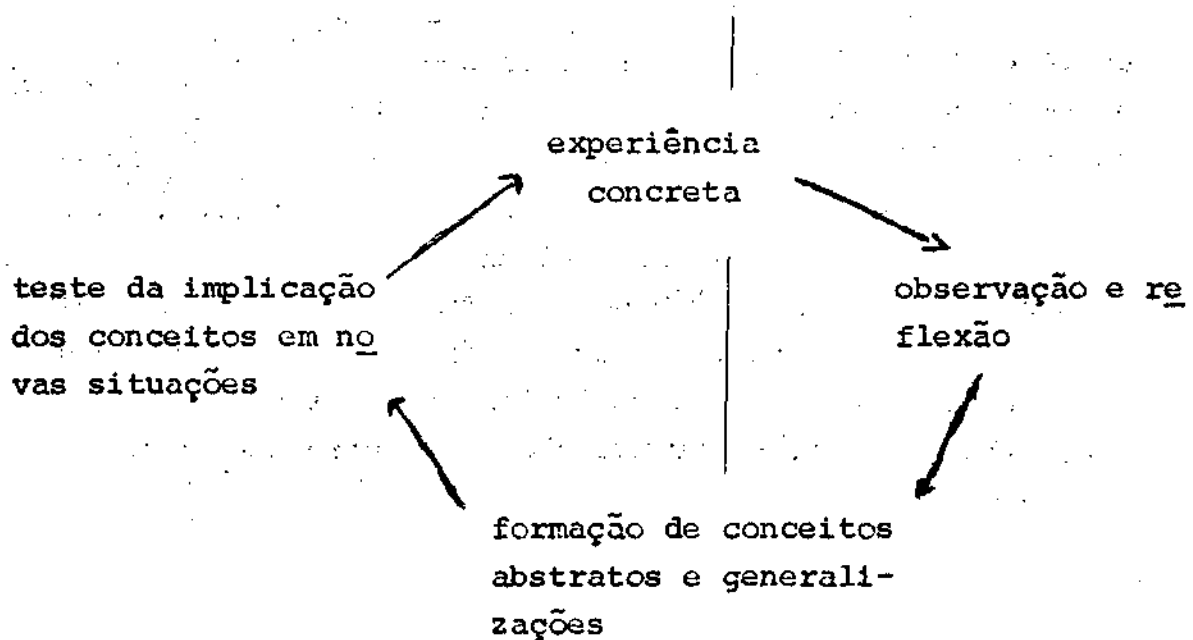 experiência
concreta
teste da implicação
dos conceitos em no
vas situações
observação e re
flexão
formação de conceitos
abstratos e generali-
zações